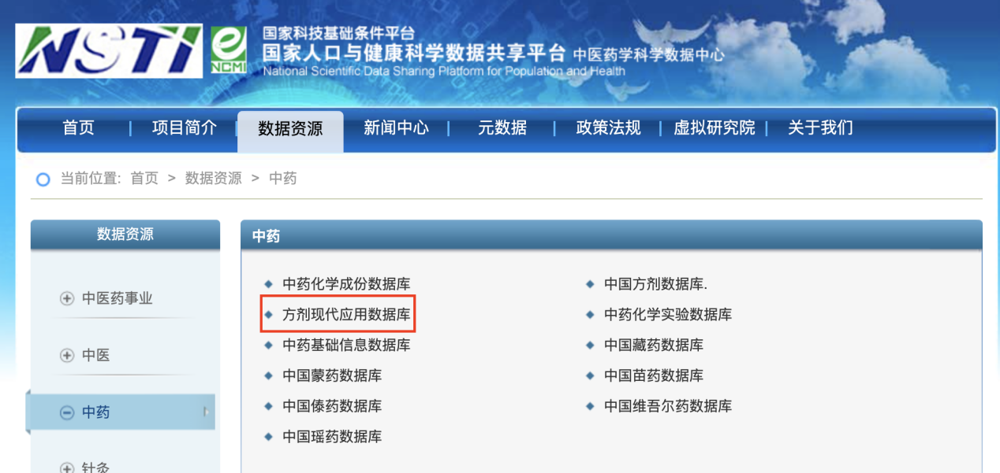 NSTI
e
NCMI
国家科技基础条件平台
国家人口与健康科学数据共享平台 中医药学科学数据中心
National Scientific Data Sharing Platform for Population and Health
首页 | 项目简介 | 数据资源 新闻中心 | 元数据 | 政策法规 | 虚拟研究院 | 关于我们
当前位置: 首页 > 数据资源 > 中药
数据资源
中医药事业
中医
中药
针灸
中药
中药化学成份数据库 中国方剂数据库.
方剂现代应用数据库 中药化学实验数据库
中药基础信息数据库 中国藏药数据库
中国蒙药数据库 中国苗药数据库
中国傣药数据库 中国维吾尔药数据库
中国瑶药数据库